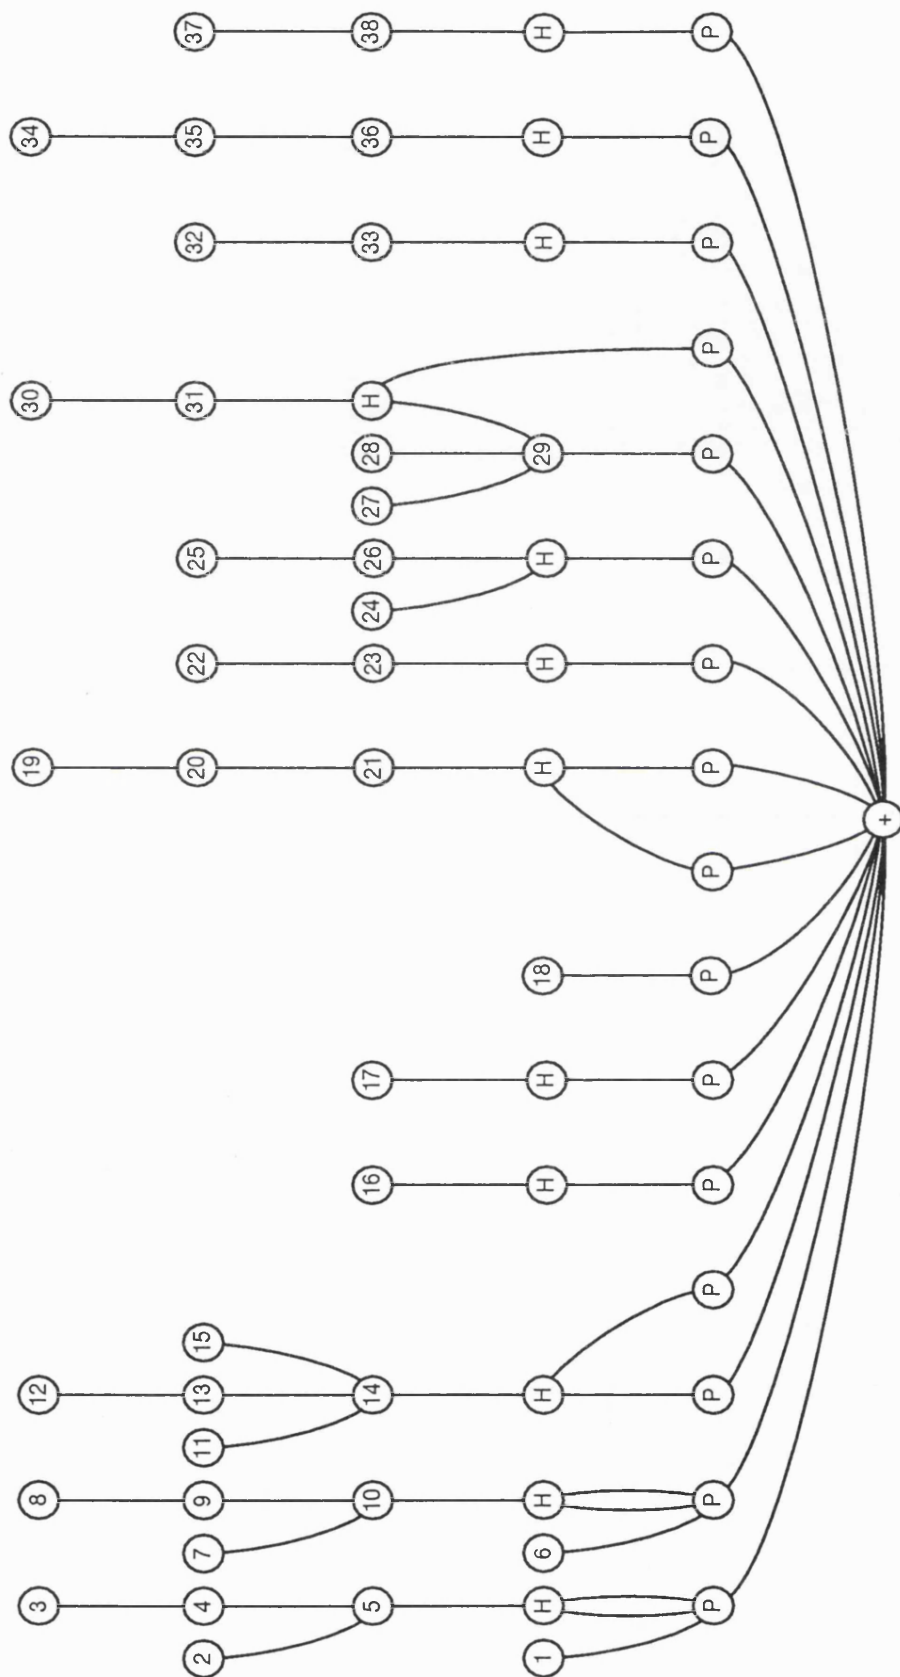 3 8 12 19 30 34
2 4 7 9 11 13 15 20 22 25 31 32 35 37
5 10 14 16 17 21 23 24 26 27 28 H 33 36 38
1 H 6 H H H H 18 H H H 29 H H H
P P P P P P P P P P P P P P P P
+